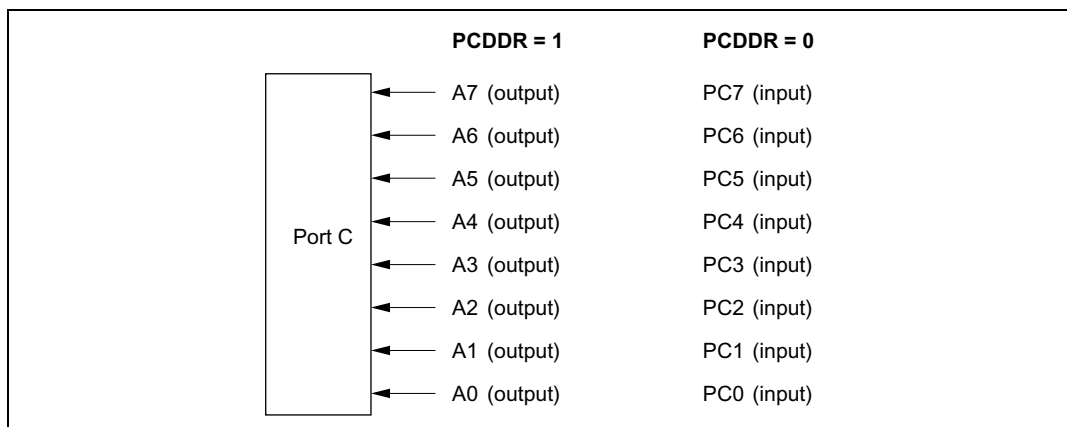 PCDDR = 1 PCDDR = 0
A7 (output) PC7 (input)
A6 (output) PC6 (input)
A5 (output) PC5 (input)
A4 (output) PC4 (input)
Port C
A3 (output) PC3 (input)
A2 (output) PC2 (input)
A1 (output) PC1 (input)
A0 (output) PC0 (input)